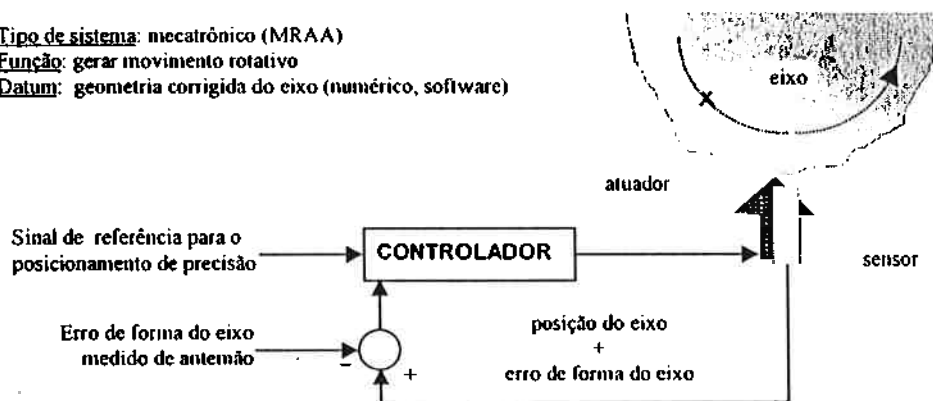 Tipo de sistema: mecatrônico (MRAA)
Função: gerar movimento rotativo
Datum: geometria corrigida do eixo (numérico, software)
eixo
atuador
sensor
Sinal de referência para o
posicionamento de precisão
CONTROLADOR
Erro de forma do eixo
medido de antemão
−
+
posição do eixo
+
erro de forma do eixo